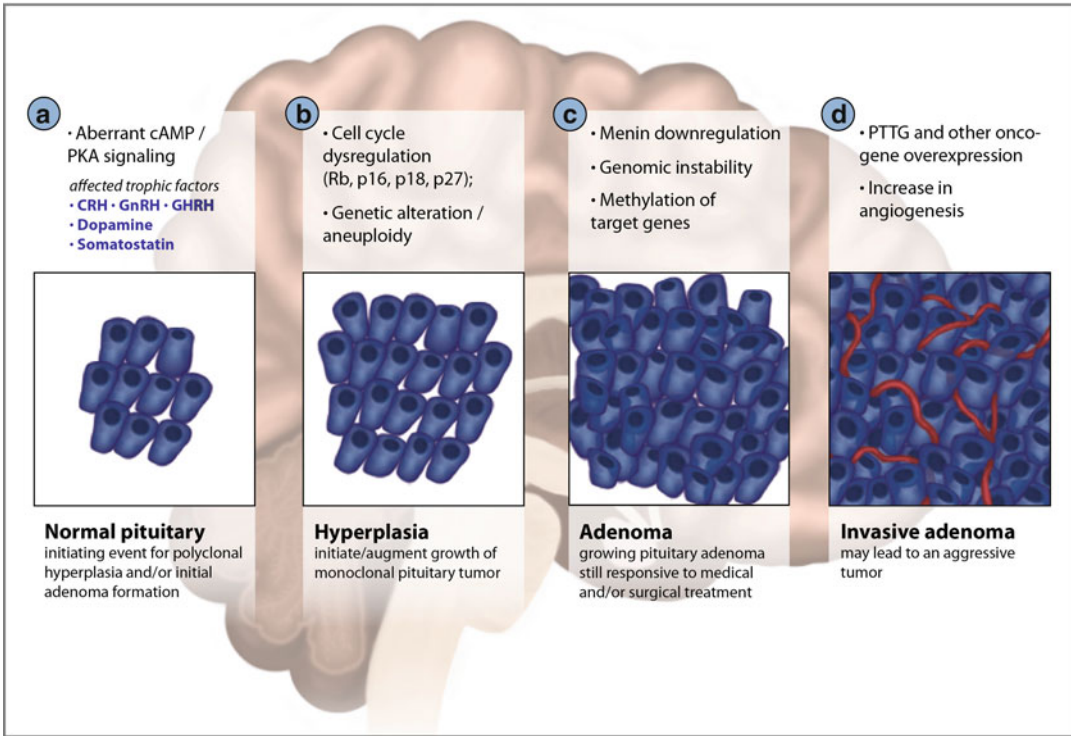 a
• Aberrant cAMP /
PKA signaling
affected trophic factors
• CRH • GnRH • GHRH
• Dopamine
• Somatostatin
Normal pituitary
initiating event for polyclonal
hyperplasia and/or initial
adenoma formation
b
• Cell cycle
dysregulation
(Rb, p16, p18, p27);
• Genetic alteration /
aneuploidy
Hyperplasia
initiate/augment growth of
monoclonal pituitary tumor
c
• Menin downregulation
• Genomic instability
• Methylation of
target genes
Adenoma
growing pituitary adenoma
still responsive to medical
and/or surgical treatment
d
• PTTG and other onco-
gene overexpression
• Increase in
angiogenesis
Invasive adenoma
may lead to an aggressive
tumor